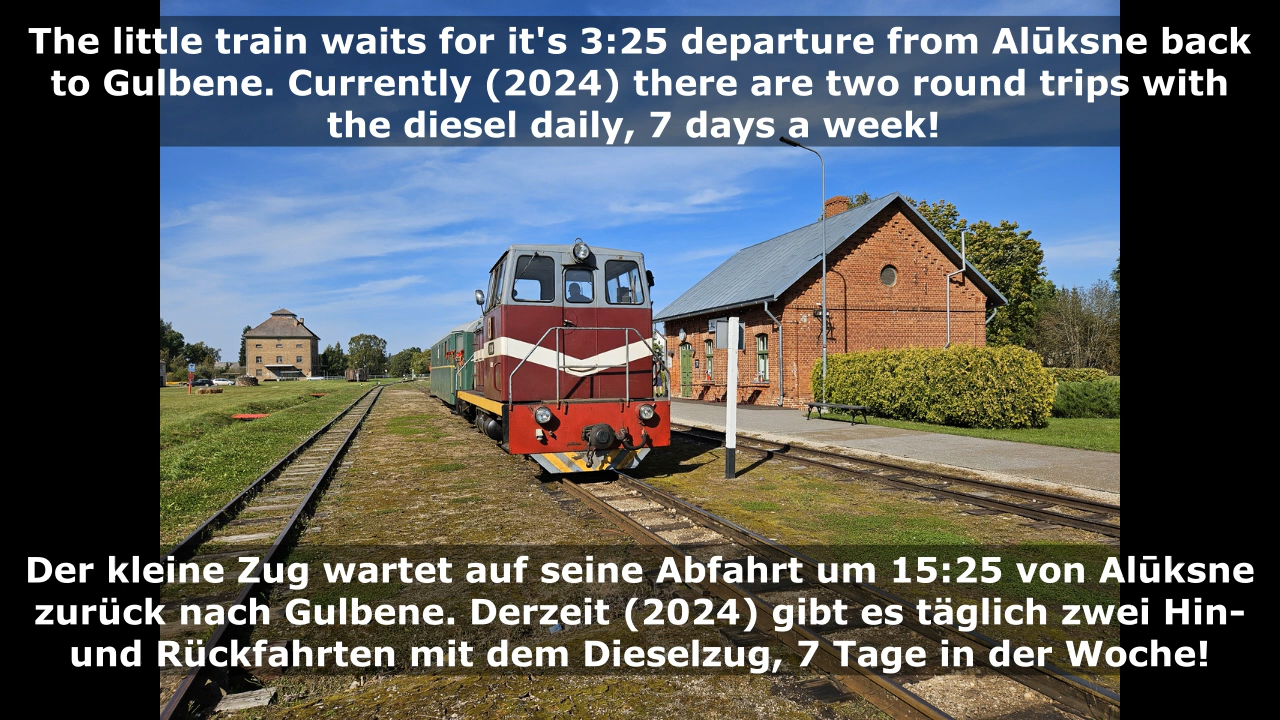 The little train waits for it's 3:25 departure from Alūksne back
to Gulbene. Currently (2024) there are two round trips with
the diesel daily, 7 days a week!
Der kleine Zug wartet auf seine Abfahrt um 15:25 von Alūksne
zurück nach Gulbene. Derzeit (2024) gibt es täglich zwei Hin-
und Rückfahrten mit dem Dieselzug, 7 Tage in der Woche!